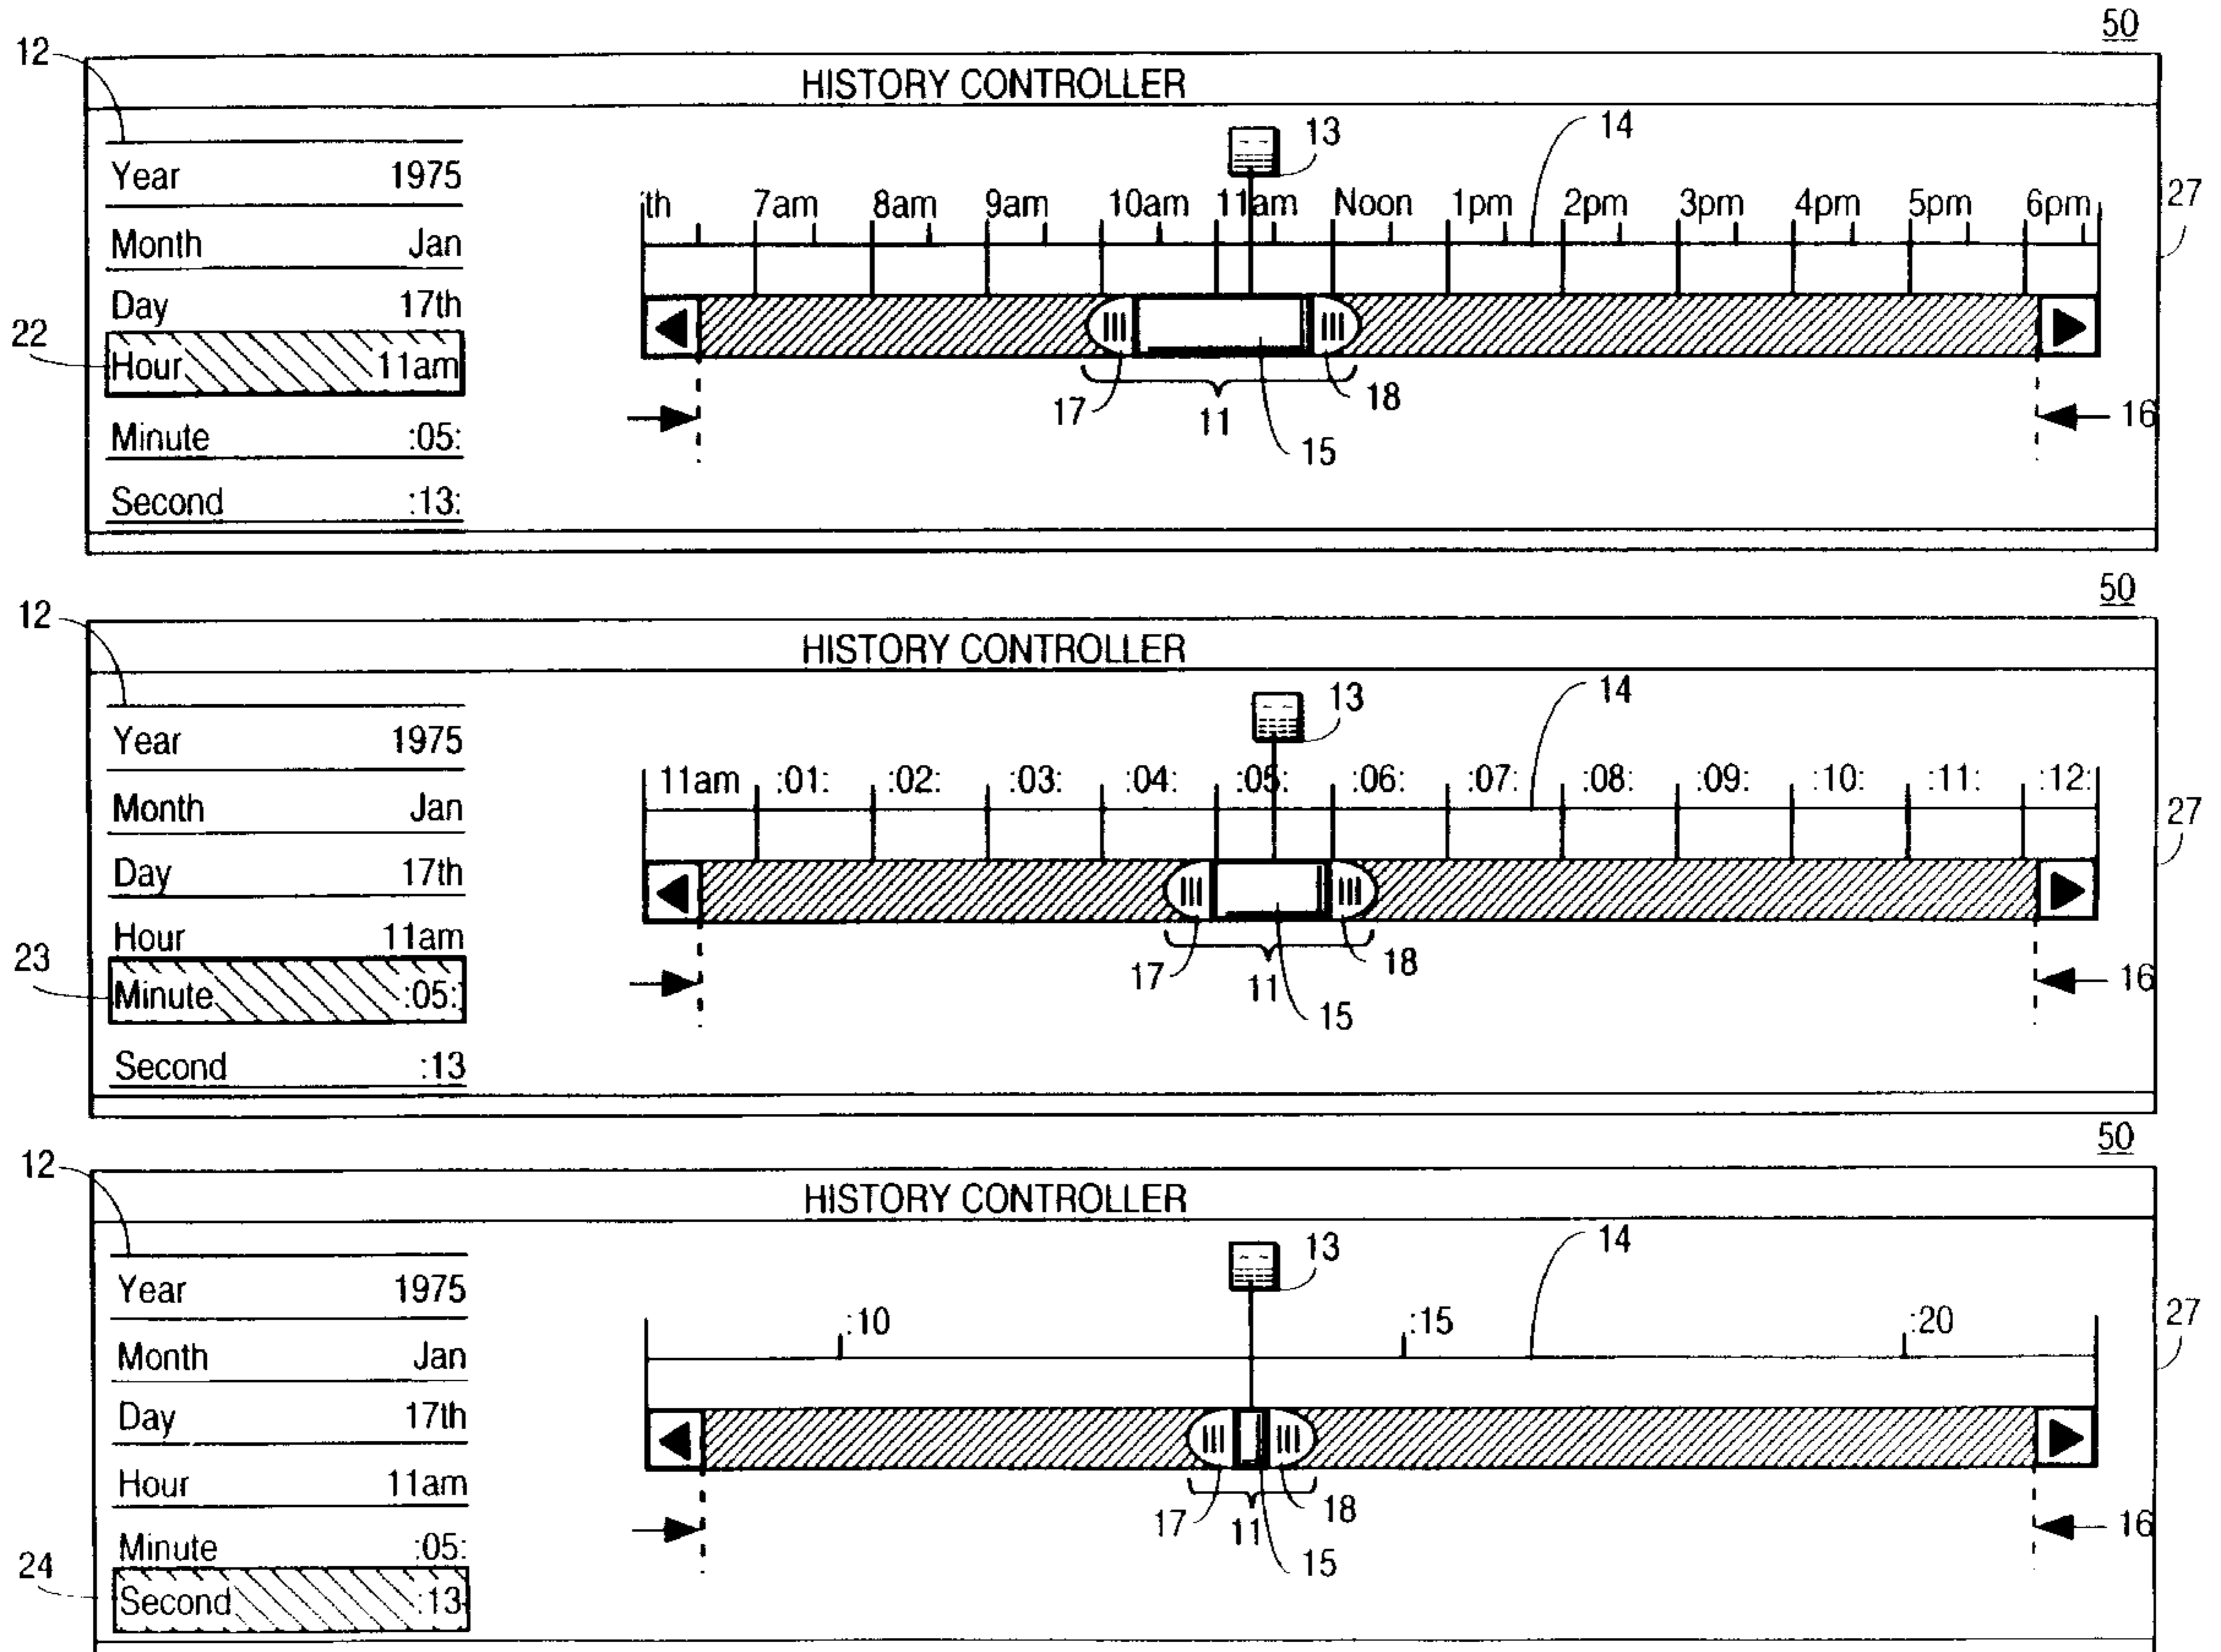 50
12
HISTORY CONTROLLER
13
14
Year 1975
th 7am 8am 9am 10am 11am Noon 1pm 2pm 3pm 4pm 5pm 6pm
27
Month Jan
Day 17th
22
Hour 11am
17 11 18
16
Minute :05:
15
Second :13:
50
12
HISTORY CONTROLLER
13
14
Year 1975
11am :01: :02: :03: :04: :05: :06: :07: :08: :09: :10: :11: :12:
Month Jan
27
Day 17th
Hour 11am
23
17 11 18
16
Minute :05:
15
Second :13
50
12
HISTORY CONTROLLER
13
14
Year 1975
:10 :15 :20
27
Month Jan
Day 17th
Hour 11am
17 11 18
16
Minute :05:
15
24
Second :13